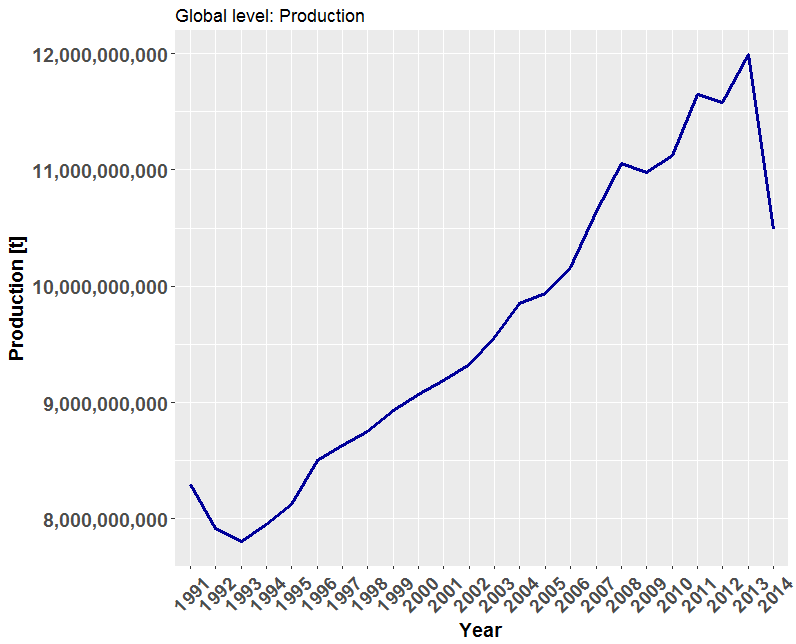 Global level: Production
12,000,000,000
11,000,000,000
10,000,000,000
9,000,000,000
8,000,000,000
Production [t]
1991 1992 1993 1994 1995 1996 1997 1998 1999 2000 2001 2002 2003 2004 2005 2006 2007 2008 2009 2010 2011 2012 2013 2014
Year